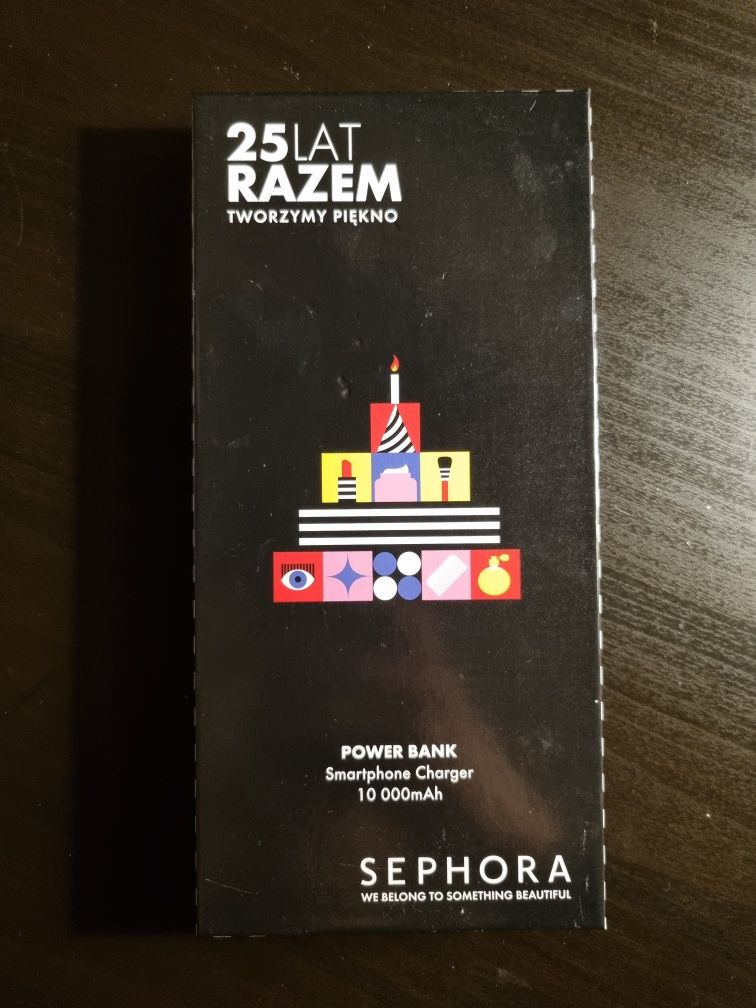 25LAT
RAZEM
TWORZYMY PIĘKNO
POWER BANK
Smartphone Charger
10 000mAh
SEPHORA
WE BELONG TO SOMETHING BEAUTIFUL